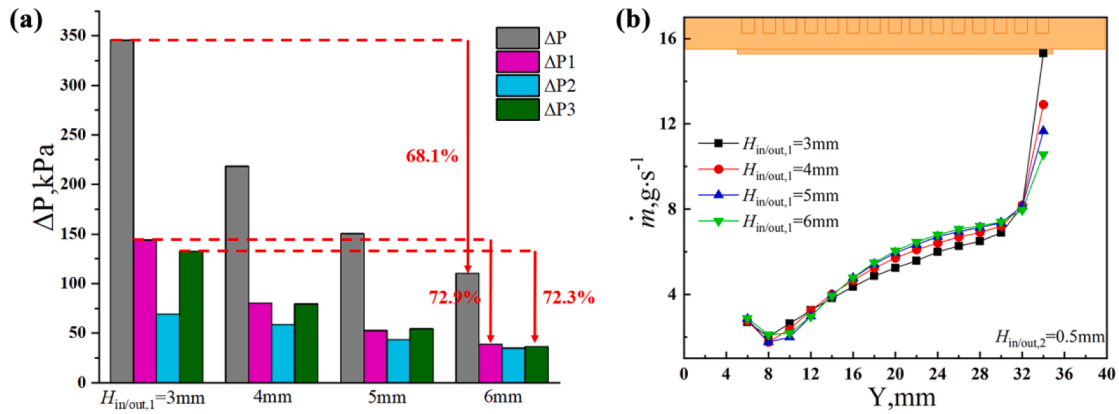 (a)
ΔP,kPa
350
300
250
200
150
100
50
0
68.1%
72.9%
72.3%
ΔP
ΔP1
ΔP2
ΔP3
Hin/out,1=3mm
4mm
5mm
6mm
(b)
ṁ,g·s-1
16
12
8
4
Hin/out,1=3mm
Hin/out,1=4mm
Hin/out,1=5mm
Hin/out,1=6mm
Hin/out,2=0.5mm
0 4 8 12 16 20 24 28 32 36 40
Y,mm